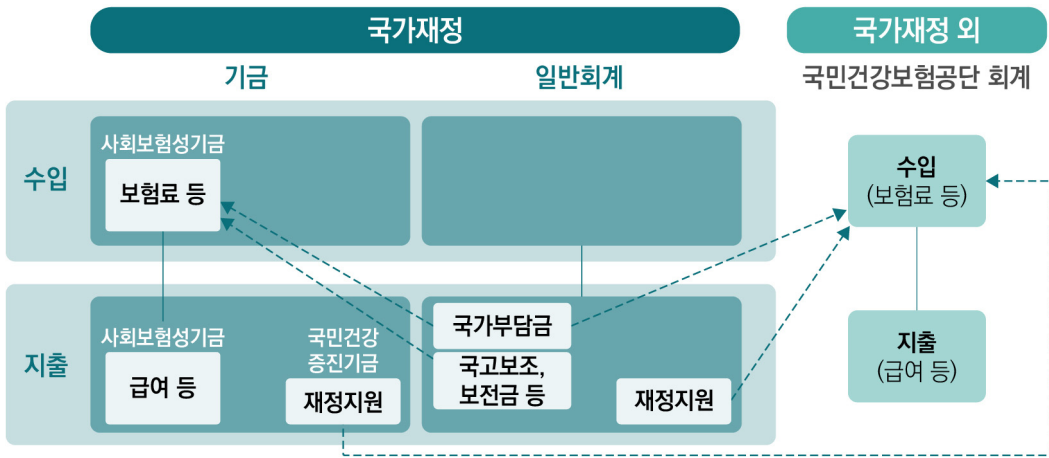 국가재정
국가재정 외
기금
일반회계
국민건강보험공단 회계
수입
사회보험성기금
보험료 등
수입
(보험료 등)
지출
사회보험성기금
급여 등
국민건강
증진기금
재정지원
국가부담금
국고보조,
보전금 등
재정지원
지출
(급여 등)